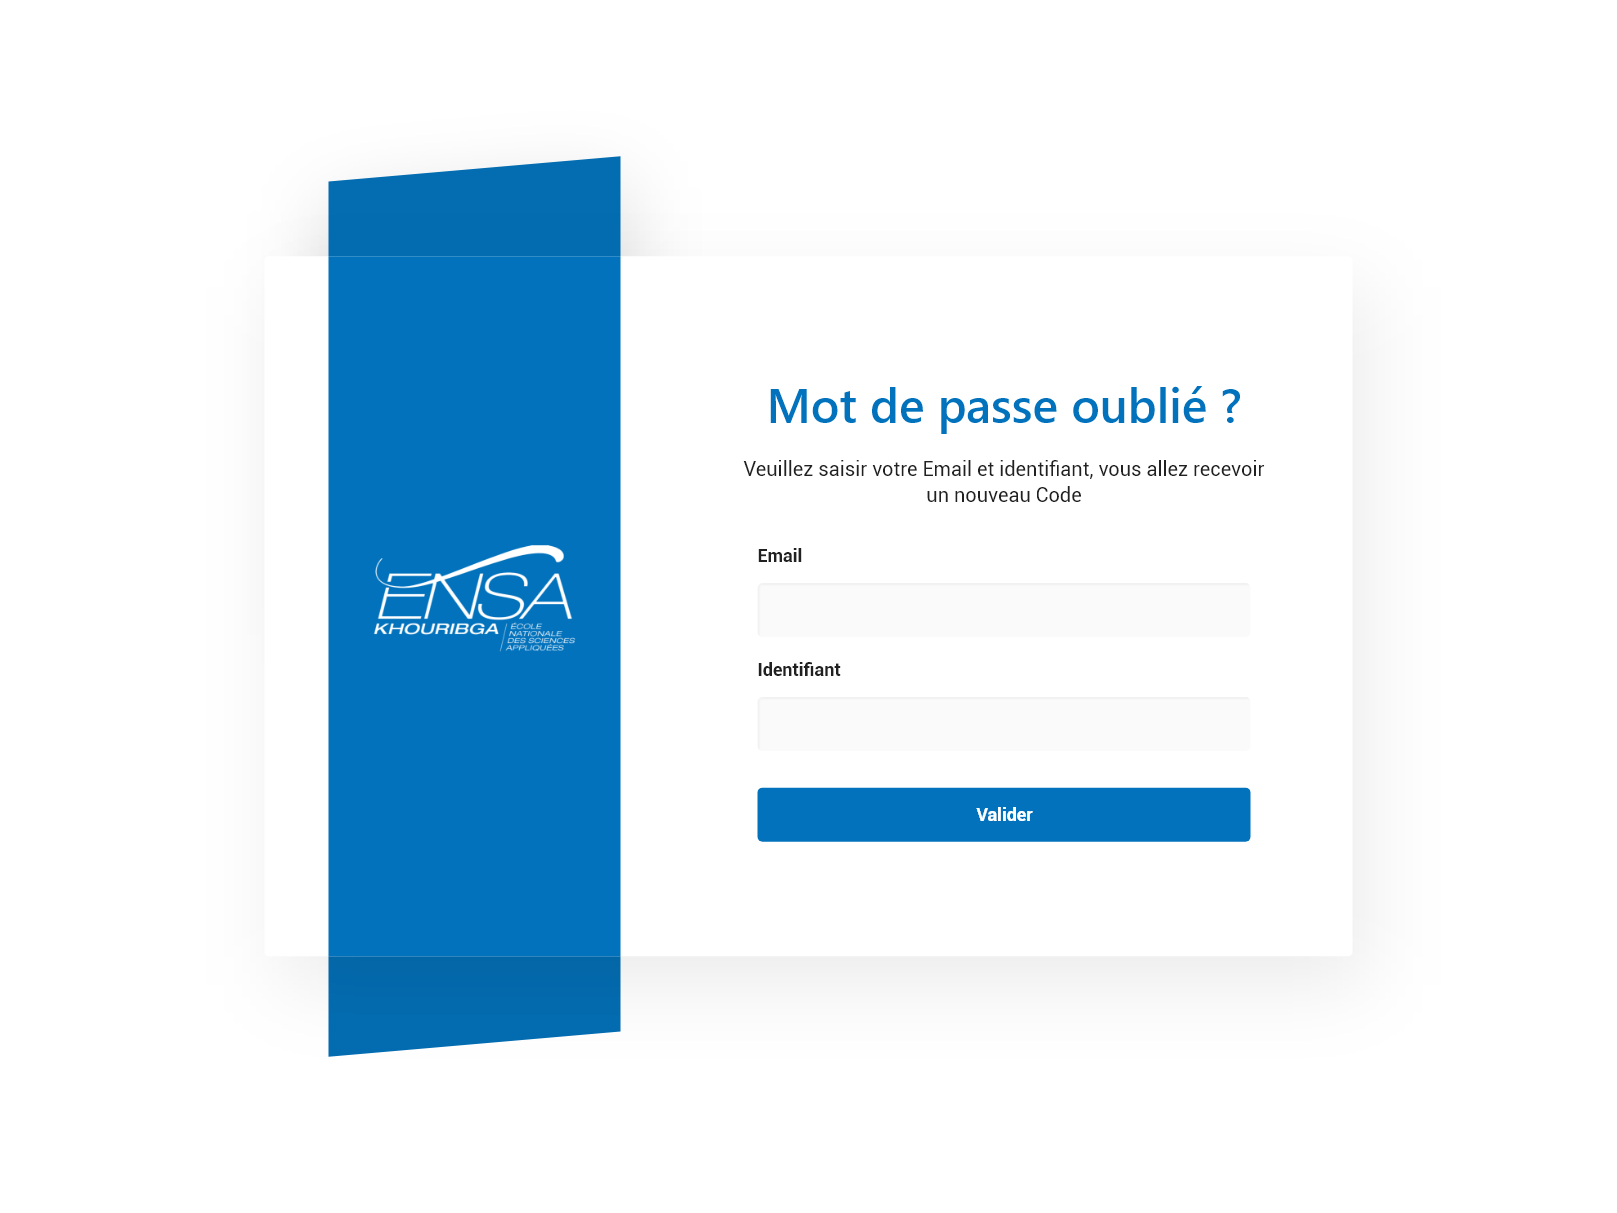 ENSA
KHOURIBGA
ÉCOLE
NATIONALE
DES SCIENCES
APPLIQUÉES
Mot de passe oublié ?
Veuillez saisir votre Email et identifiant, vous allez recevoir
un nouveau Code
Email
Identifiant
Valider